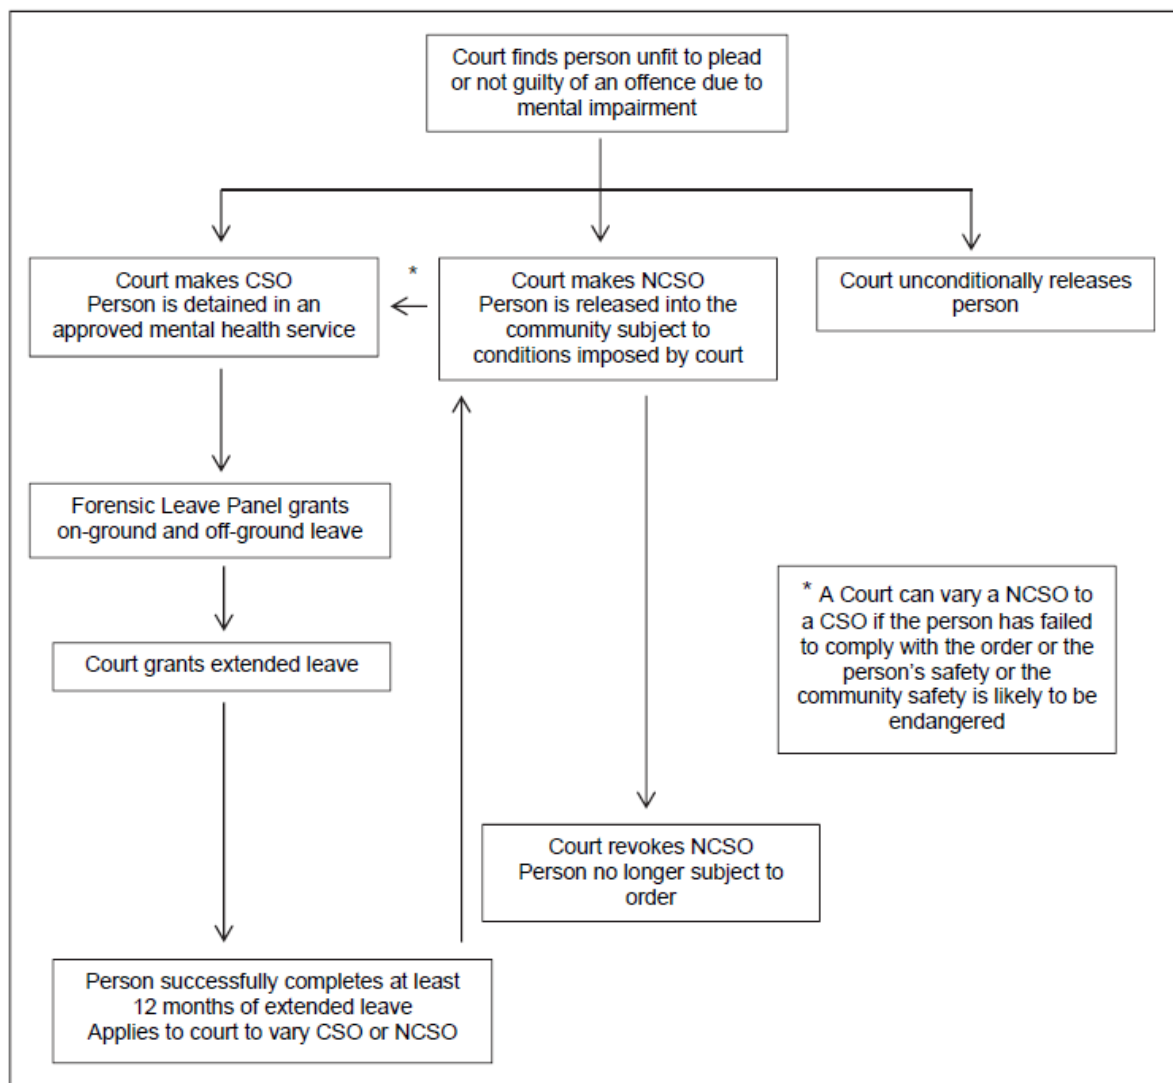 Court finds person unfit to plead
or not guilty of an offence due to
mental impairment
Court makes CSO
Person is detained in an
approved mental health service
*
Court makes NCSO
Person is released into the
community subject to
conditions imposed by court
Court unconditionally releases
person
Forensic Leave Panel grants
on-ground and off-ground leave
Court grants extended leave
* A Court can vary a NCSO to
a CSO if the person has failed
to comply with the order or the
person’s safety or the
community safety is likely to be
endangered
Court revokes NCSO
Person no longer subject to
order
Person successfully completes at least
12 months of extended leave
Applies to court to vary CSO or NCSO